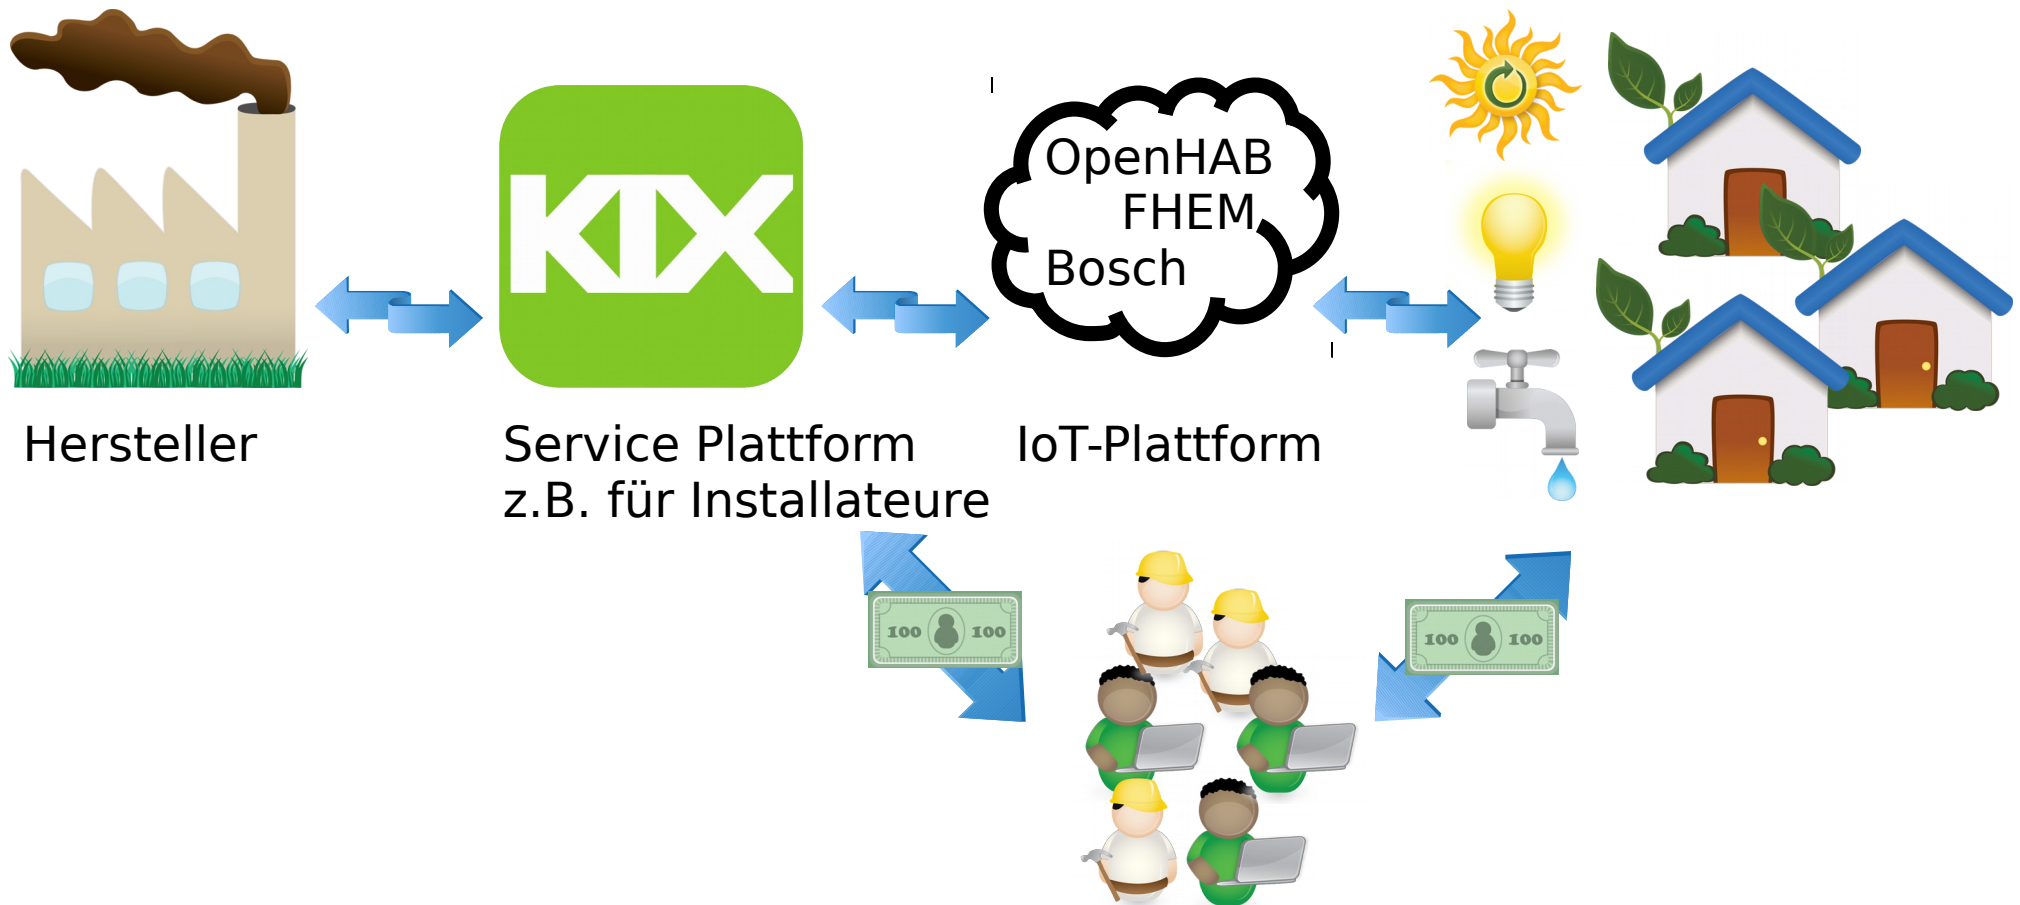 KIX
OpenHAB
FHEM
Bosch
Hersteller
Service Plattform
z.B. für Installateure
IoT-Plattform
100 100
100 100